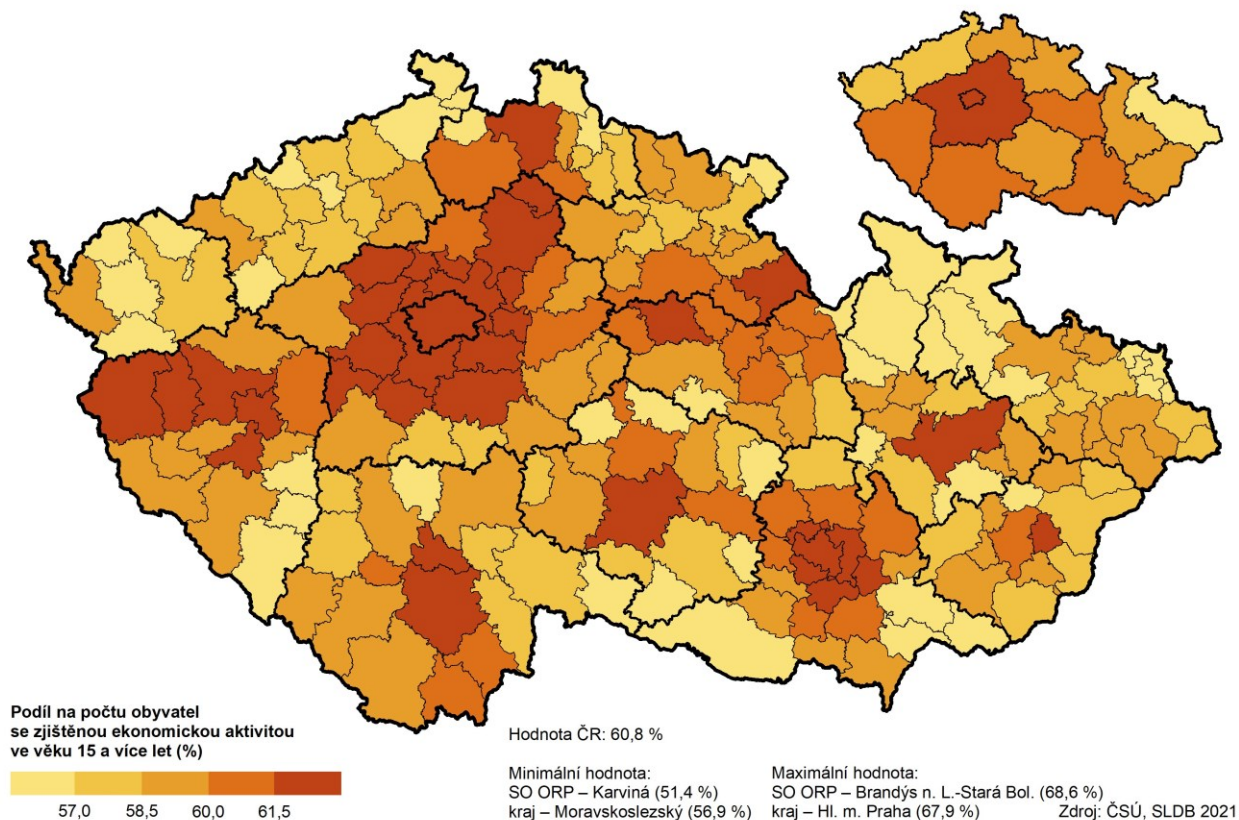 Podíl na počtu obyvatel
se zjištěnou ekonomickou aktivitou
ve věku 15 a více let (%)
57,0 58,5 60,0 61,5
Hodnota ČR: 60,8 %
Minimální hodnota:
SO ORP – Karviná (51,4 %)
kraj – Moravskoslezský (56,9 %)
Maximální hodnota:
SO ORP – Brandýs n. L.-Stará Bol. (68,6 %)
kraj – Hl. m. Praha (67,9 %)
Zdroj: ČSÚ, SLDB 2021